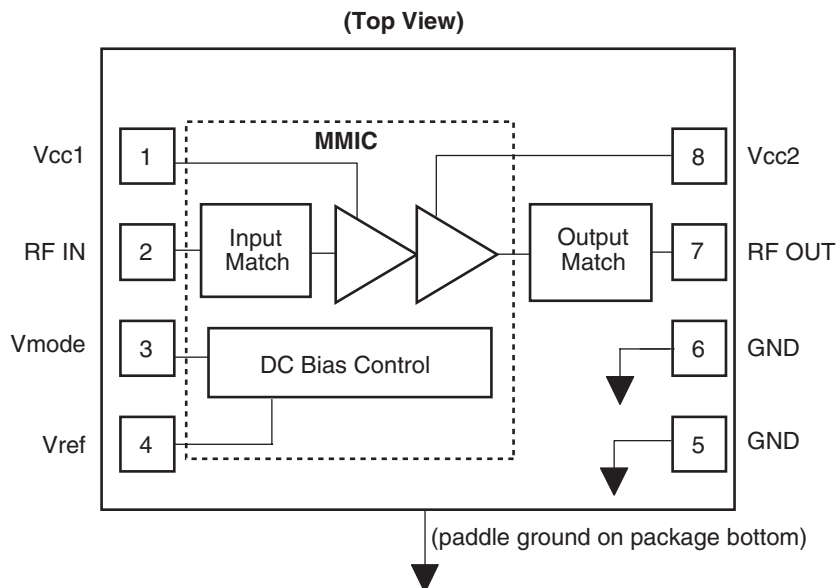 (Top View)
MMIC
Vcc1 1
8 Vcc2
RF IN 2
Input
Match
Output
Match
7 RF OUT
Vmode 3
DC Bias Control
6 GND
Vref 4
5 GND
(paddle ground on package bottom)